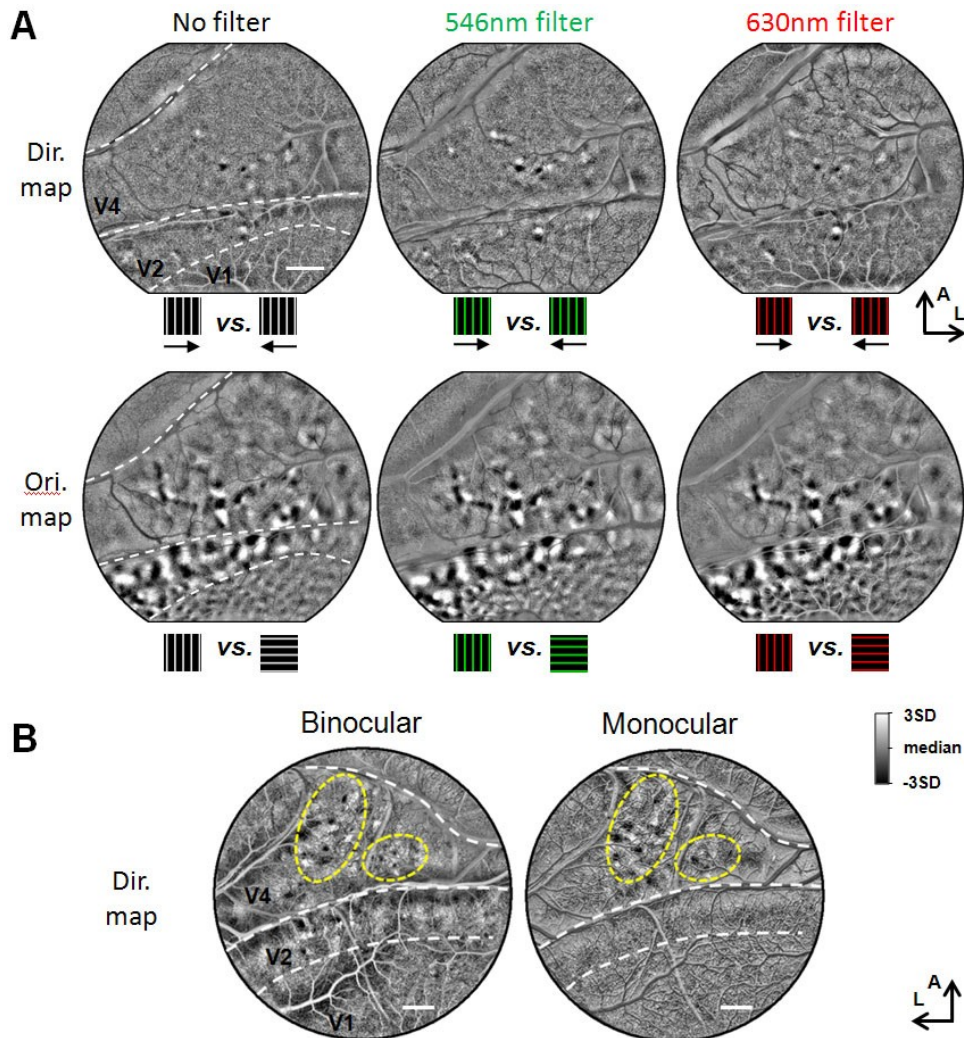 A
No filter
546nm filter
630nm filter
Dir.
map
V4
V2
V1
vs.
vs.
vs.
A
L
Ori.
map
vs.
vs.
vs.
B
Binocular
Monocular
3SD
median
-3SD
Dir.
map
V4
V2
V1
A
L